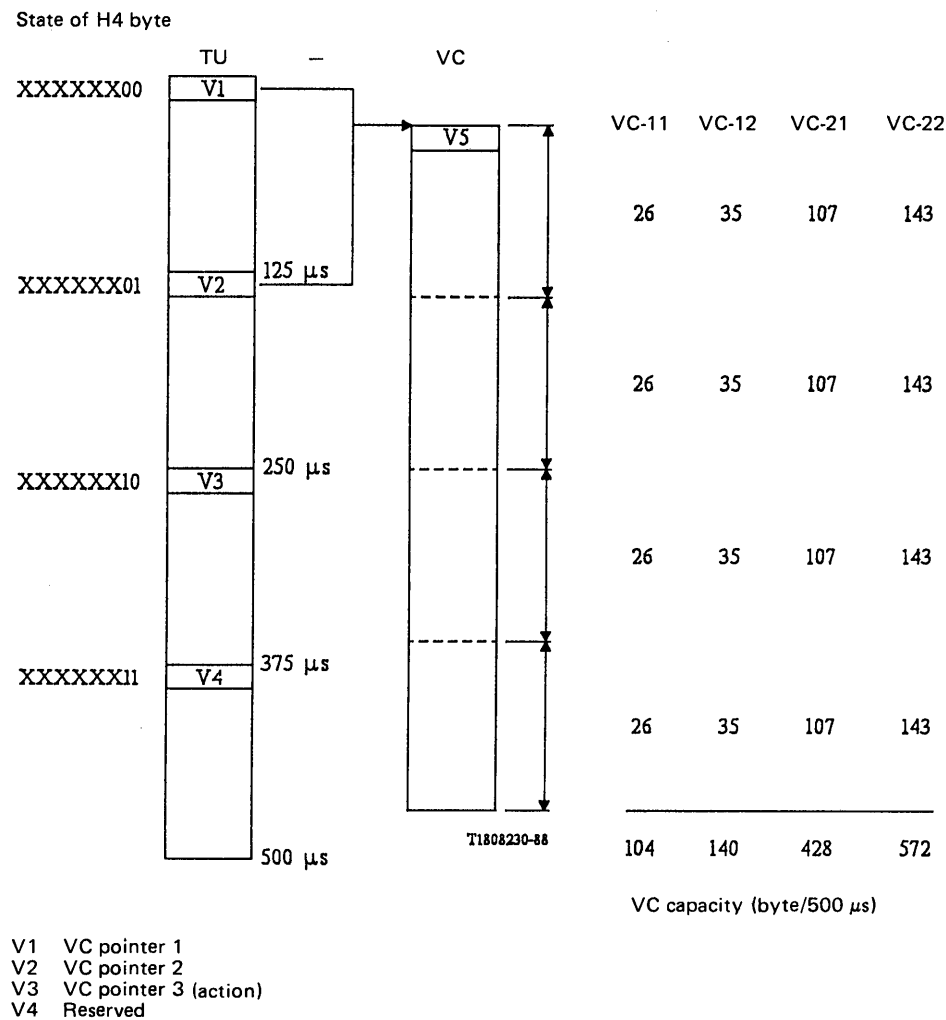 State of H4 byte
TU – VC
XXXXXX00 V1
VC-11 VC-12 VC-21 VC-22
V5
26 35 107 143
125 μs
XXXXXX01 V2
26 35 107 143
250 μs
XXXXXX10 V3
26 35 107 143
375 μs
XXXXXX11 V4
26 35 107 143
T1808230-88
500 μs
104 140 428 572
VC capacity (byte/500 μs)
V1 VC pointer 1
V2 VC pointer 2
V3 VC pointer 3 (action)
V4 Reserved